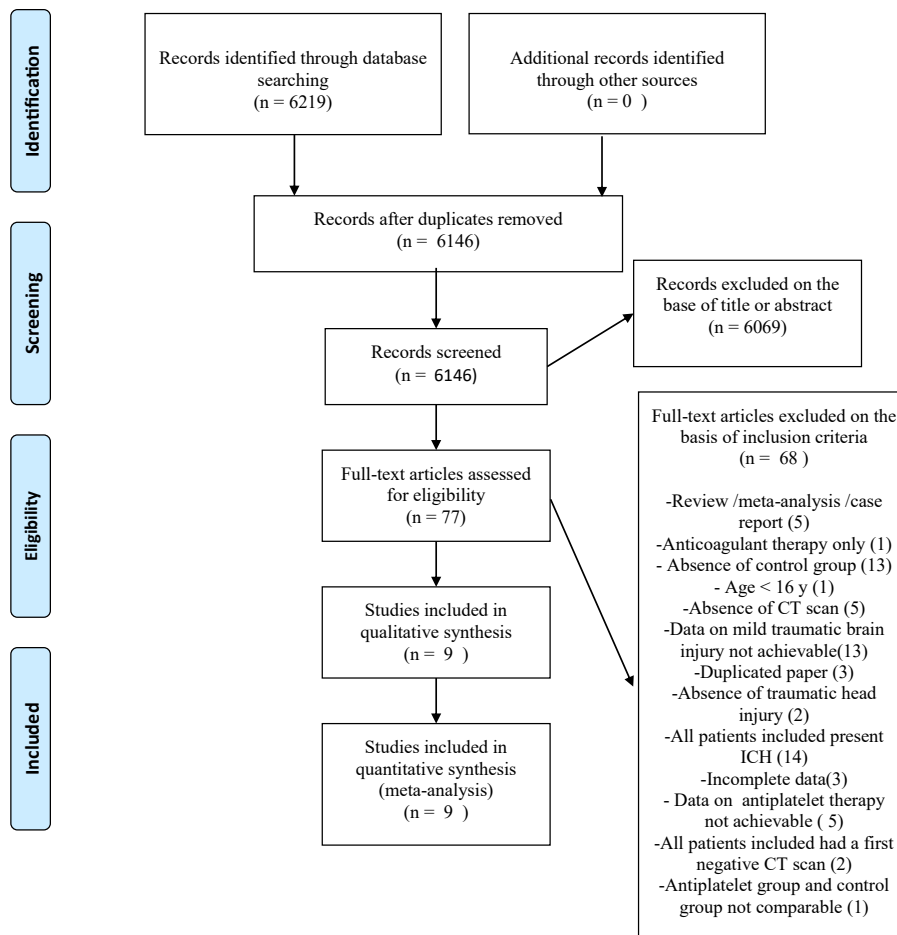 Identification
Records identified through database
searching
(n = 6219)
Additional records identified
through other sources
(n = 0 )
Records after duplicates removed
(n = 6146)
Screening
Records excluded on the
base of title or abstract
(n = 6069)
Records screened
(n = 6146)
Eligibility
Full-text articles assessed
for eligibility
(n = 77)
Full-text articles excluded on the
basis of inclusion criteria
(n = 68 )
-Review /meta-analysis /case
report (5)
-Anticoagulant therapy only (1)
- Absence of control group (13)
- Age < 16 y (1)
-Absence of CT scan (5)
-Data on mild traumatic brain
injury not achievable(13)
-Duplicated paper (3)
-Absence of traumatic head
injury (2)
-All patients included present
ICH (14)
-Incomplete data(3)
- Data on antiplatelet therapy
not achievable ( 5)
-All patients included had a first
negative CT scan (2)
-Antiplatelet group and control
group not comparable (1)
Studies included in
qualitative synthesis
(n = 9 )
Included
Studies included in
quantitative synthesis
(meta-analysis)
(n = 9 )